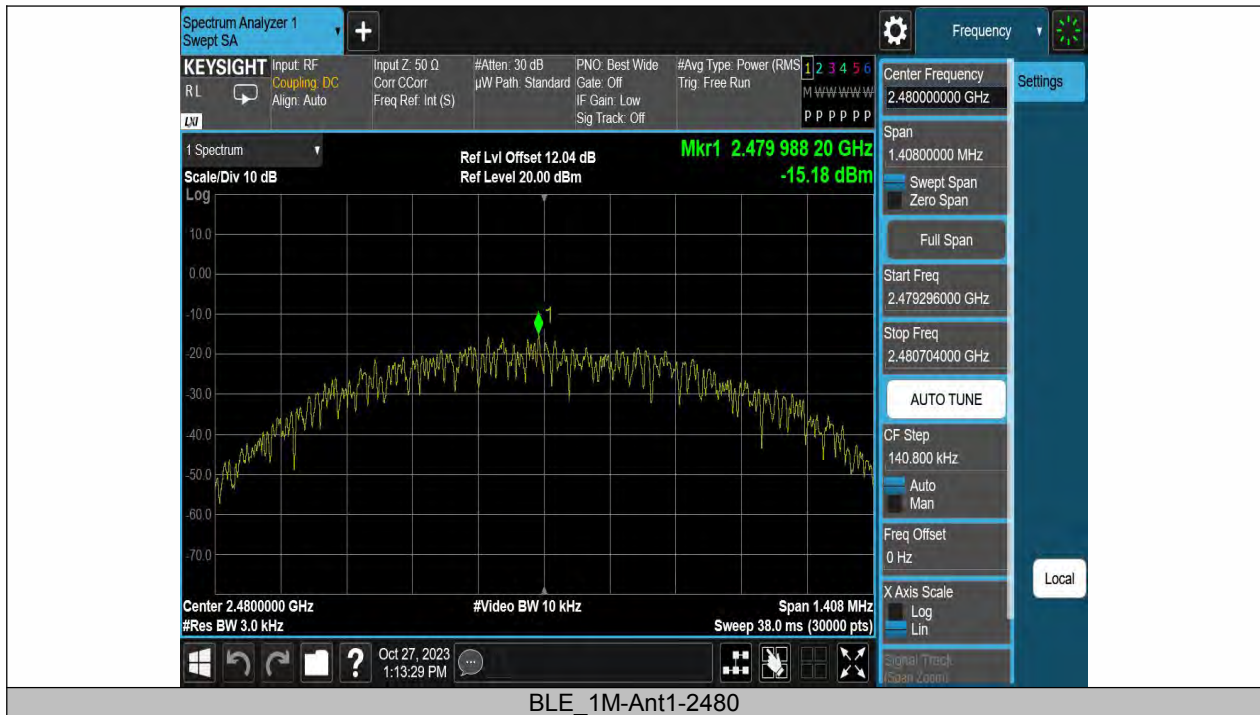 Spectrum Analyzer 1
Swept SA
+
Frequency
KEYSIGHT
RL
LXI
Input: RF
Coupling: DC
Align: Auto
Input Z: 50 Ω
Corr CCorr
Freq Ref: Int (S)
#Atten: 30 dB
µW Path: Standard
PNO: Best Wide
Gate: Off
IF Gain: Low
Sig Track: Off
#Avg Type: Power (RMS
Trig: Free Run
1 2 3 4 5 6
M W W W W W
P P P P P P
Center Frequency
2.480000000 GHz
Settings
Span
1.40800000 MHz
Swept Span
Zero Span
Full Span
Start Freq
2.479296000 GHz
Stop Freq
2.480704000 GHz
AUTO TUNE
CF Step
140.800 kHz
Auto
Man
Freq Offset
0 Hz
X Axis Scale
Log
Lin
Signal Track
(Span Zoom)
Local
1 Spectrum
Scale/Div 10 dB
Log
Ref Lvl Offset 12.04 dB
Ref Level 20.00 dBm
Mkr1 2.479 988 20 GHz
-15.18 dBm
10.0
0.00
-10.0
-20.0
-30.0
-40.0
-50.0
-60.0
-70.0
1
Center 2.4800000 GHz
#Res BW 3.0 kHz
#Video BW 10 kHz
Span 1.408 MHz
Sweep 38.0 ms (30000 pts)
?
Oct 27, 2023
1:13:29 PM
BLE_1M-Ant1-2480